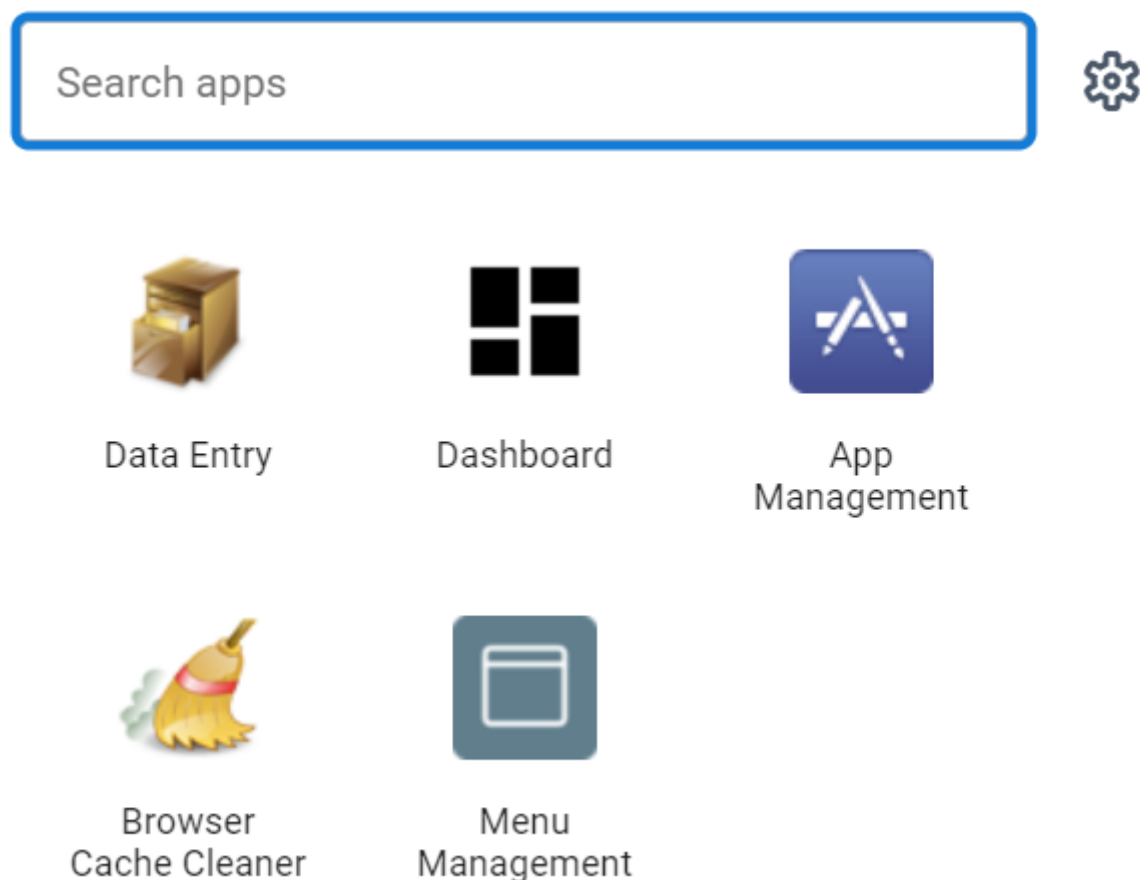 Search apps
Data Entry
Dashboard
App
Management
Browser
Cache Cleaner
Menu
Management